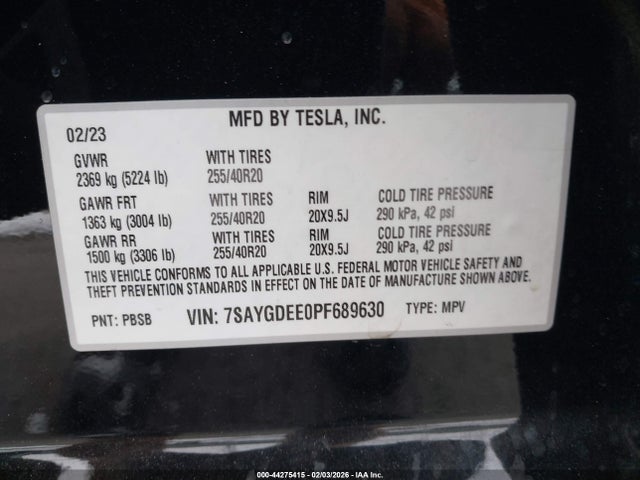 MFD BY TESLA, INC.
02/23
GVWR WITH TIRES
2369 kg (5224 lb) 255/40R20
GAWR FRT WITH TIRES RIM COLD TIRE PRESSURE
1363 kg (3004 lb) 255/40R20 20X9.5J 290 kPa, 42 psi
GAWR RR WITH TIRES RIM COLD TIRE PRESSURE
1500 kg (3306 lb) 255/40R20 20X9.5J 290 kPa, 42 psi
THIS VEHICLE CONFORMS TO ALL APPLICABLE U.S. FEDERAL MOTOR VEHICLE SAFETY AND
THEFT PREVENTION STANDARDS IN EFFECT ON THE DATE OF MANUFACTURE SHOWN ABOVE.
PNT: PBSB VIN: 7SAYGDEE0PF689630 TYPE: MPV
000-44275415 | 02/03/2026 - IAA Inc.